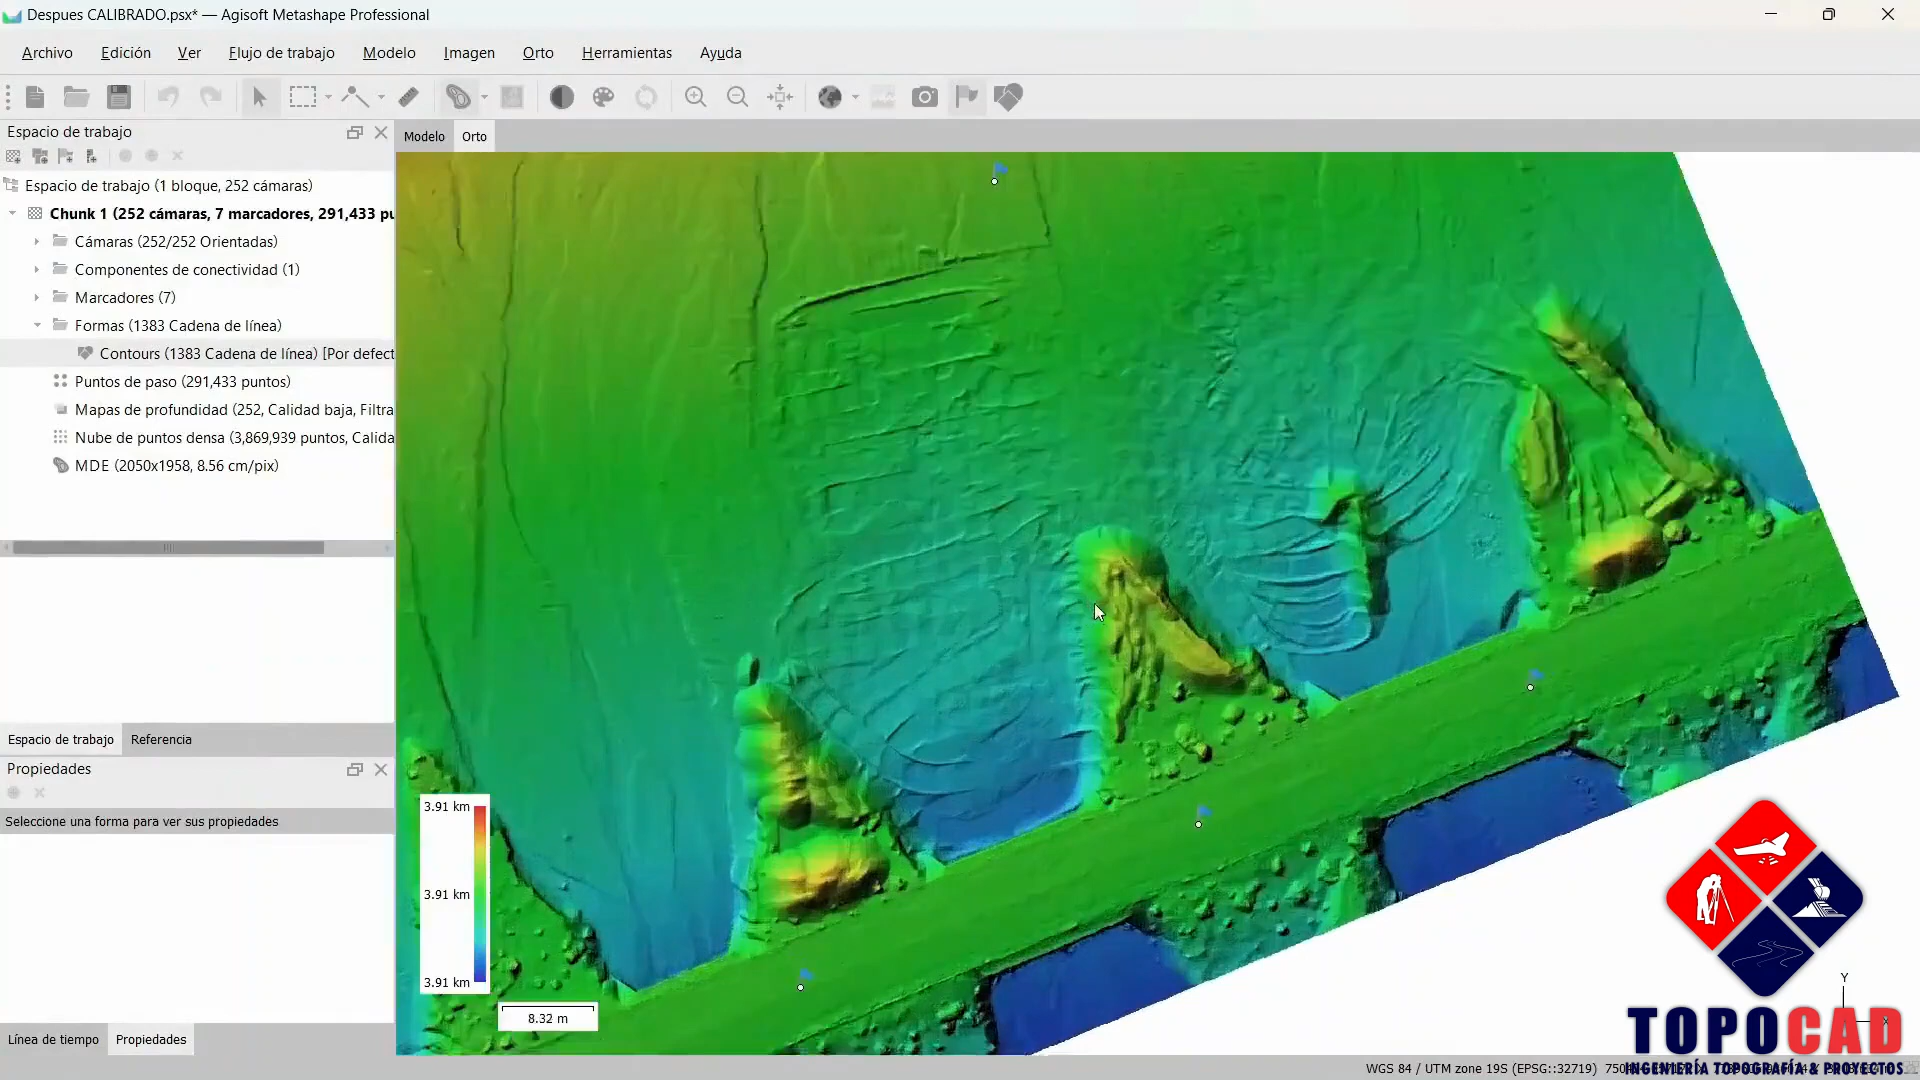 Despues CALIBRADO.psx* — Agisoft Metashape Professional
Archivo Edición Ver Flujo de trabajo Modelo Imagen Orto Herramientas Ayuda
Espacio de trabajo
Modelo Orto
Espacio de trabajo (1 bloque, 252 cámaras)
Chunk 1 (252 cámaras, 7 marcadores, 291,433 pu
Cámaras (252/252 Orientadas)
Componentes de conectividad (1)
Marcadores (7)
Formas (1383 Cadena de línea)
Contours (1383 Cadena de línea) [Por defect
Puntos de paso (291,433 puntos)
Mapas de profundidad (252, Calidad baja, Filtra
Nube de puntos densa (3,869,939 puntos, Calida
MDE (2050x1958, 8.56 cm/pix)
Espacio de trabajo Referencia
Propiedades
Seleccione una forma para ver sus propiedades
3.91 km
3.91 km
3.91 km
8.32 m
Y
TOPOCAD
INGENIERÍA TOPOGRAFÍA & PROYECTOS
Línea de tiempo Propiedades
WGS 84 / UTM zone 19S (EPSG::32719)